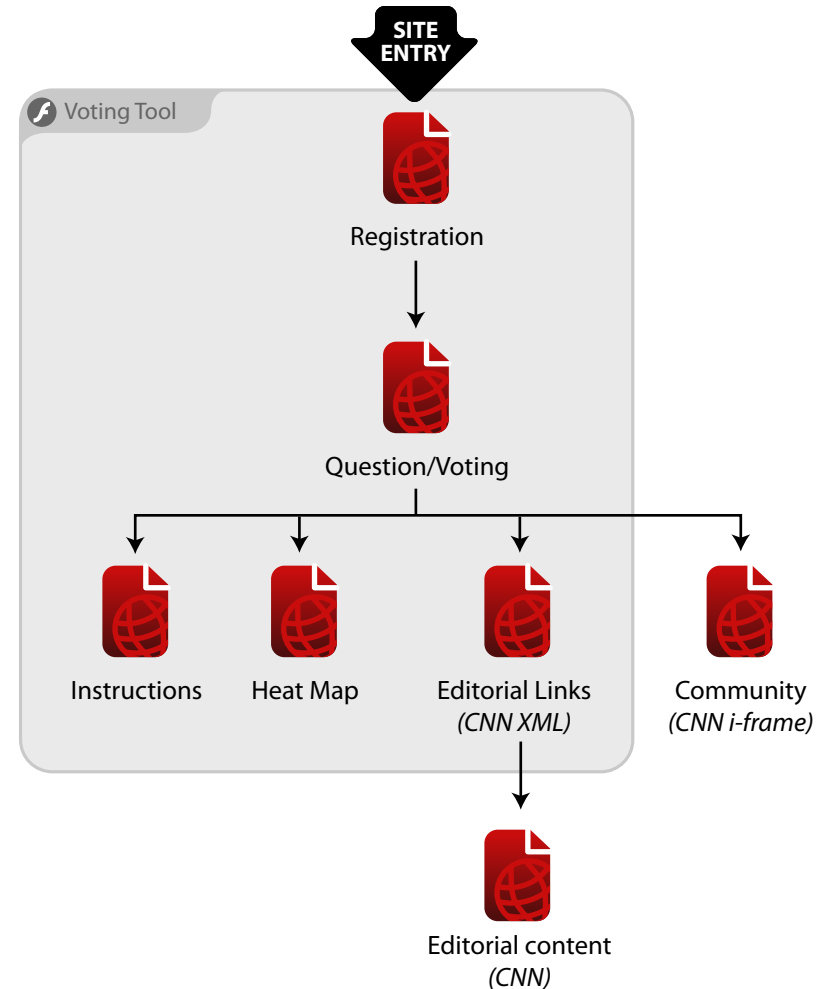 SITE
ENTRY
Voting Tool
Registration
Question/Voting
Instructions
Heat Map
Editorial Links
(CNN XML)
Community
(CNN i-frame)
Editorial content
(CNN)